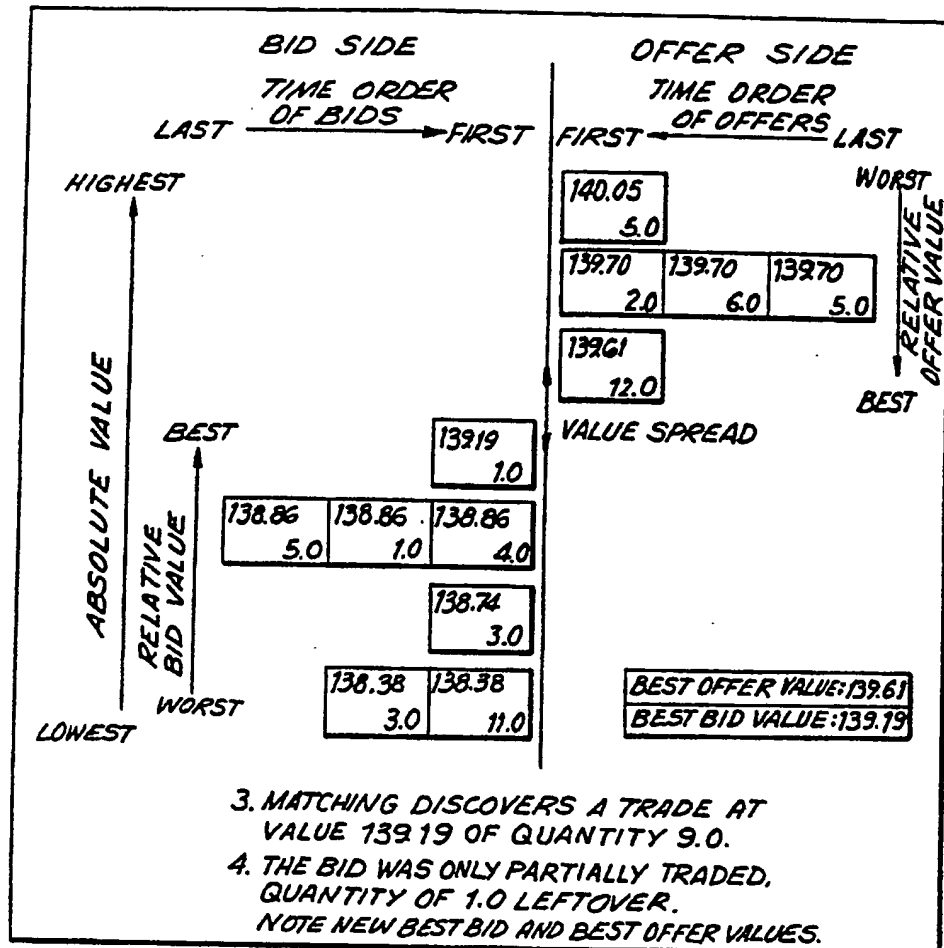 BID SIDE
OFFER SIDE
TIME ORDER
OF BIDS
LAST
FIRST
TIME ORDER
OF OFFERS
FIRST
LAST
HIGHEST
ABSOLUTE VALUE
LOWEST
BEST
RELATIVE
BID VALUE
WORST
WORST
RELATIVE
OFFER VALUE
BEST
140.05
5.0
139.70 139.70 139.70
2.0 6.0 5.0
139.61
12.0
VALUE SPREAD
139.19
1.0
138.86 138.86 138.86
5.0 1.0 4.0
138.74
3.0
138.38 138.38
3.0 11.0
BEST OFFER VALUE:139.61
BEST BID VALUE:139.19
3. MATCHING DISCOVERS A TRADE AT
VALUE 139.19 OF QUANTITY 9.0.
4. THE BID WAS ONLY PARTIALLY TRADED,
QUANTITY OF 1.0 LEFTOVER.
NOTE NEW BEST BID AND BEST OFFER VALUES.